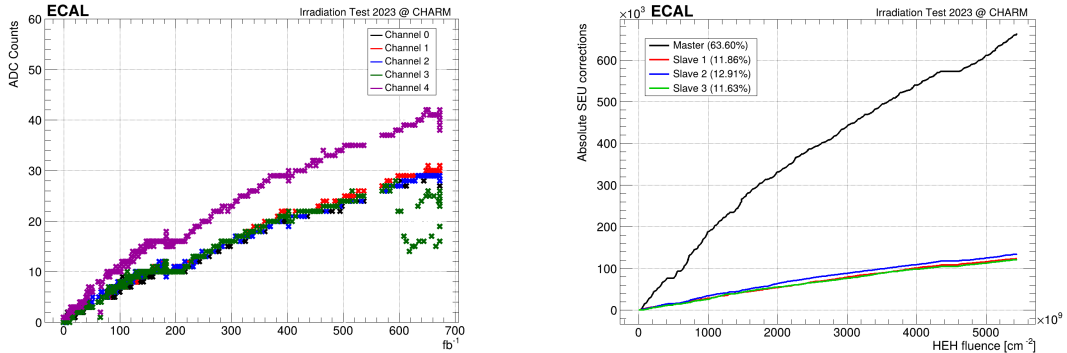 ECAL
Irradiation Test 2023 @ CHARM
ADC Counts
60
50
40
30
20
10
0
Channel 0
Channel 1
Channel 2
Channel 3
Channel 4
0 100 200 300 400 500 600 700
fb⁻¹
×10³
ECAL
Irradiation Test 2023 @ CHARM
Absolute SEU corrections
600
500
400
300
200
100
0
Master (63.60%)
Slave 1 (11.86%)
Slave 2 (12.91%)
Slave 3 (11.63%)
0 1000 2000 3000 4000 5000
×10⁹
HEH fluence [cm⁻²]